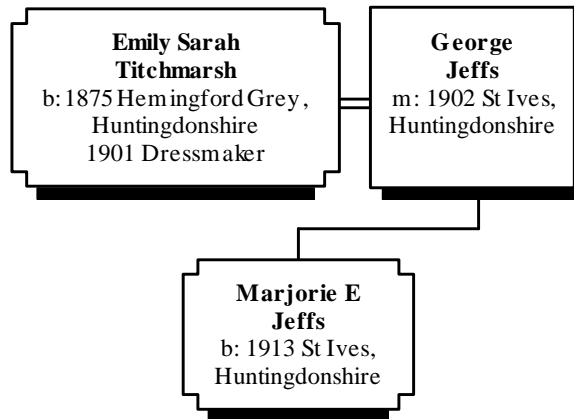 Emily Sarah
Titchmarsh
b: 1875 Hemingford Grey,
Huntingdonshire
1901 Dressmaker
George
Jeffs
m: 1902 St Ives,
Huntingdonshire
Marjorie E
Jeffs
b: 1913 St Ives,
Huntingdonshire